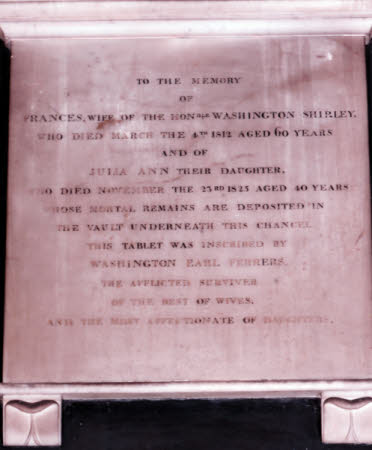 TO THE MEMORY
OF
FRANCES, WIFE OF THE HONBLE WASHINGTON SHIRLEY.
WHO DIED MARCH THE 4TH 1812 AGED 60 YEARS
AND OF
JULIA ANN THEIR DAUGHTER,
WHO DIED NOVEMBER THE 23RD 1825 AGED 40 YEARS
WHOSE MORTAL REMAINS ARE DEPOSITED IN
THE VAULT UNDERNEATH THIS CHANCEL
THIS TABLET WAS INSCRIBED BY
WASHINGTON EARL FERRERS,
THE AFFLICTED SURVIVER
OF THE BEST OF WIVES,
AND THE MOST AFFECTIONATE OF DAUGHTERS.